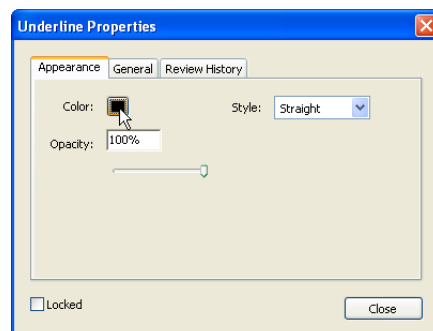 Underline Properties
Appearance General Review History
Color: Style: Straight
Opacity: 100%
Locked Close